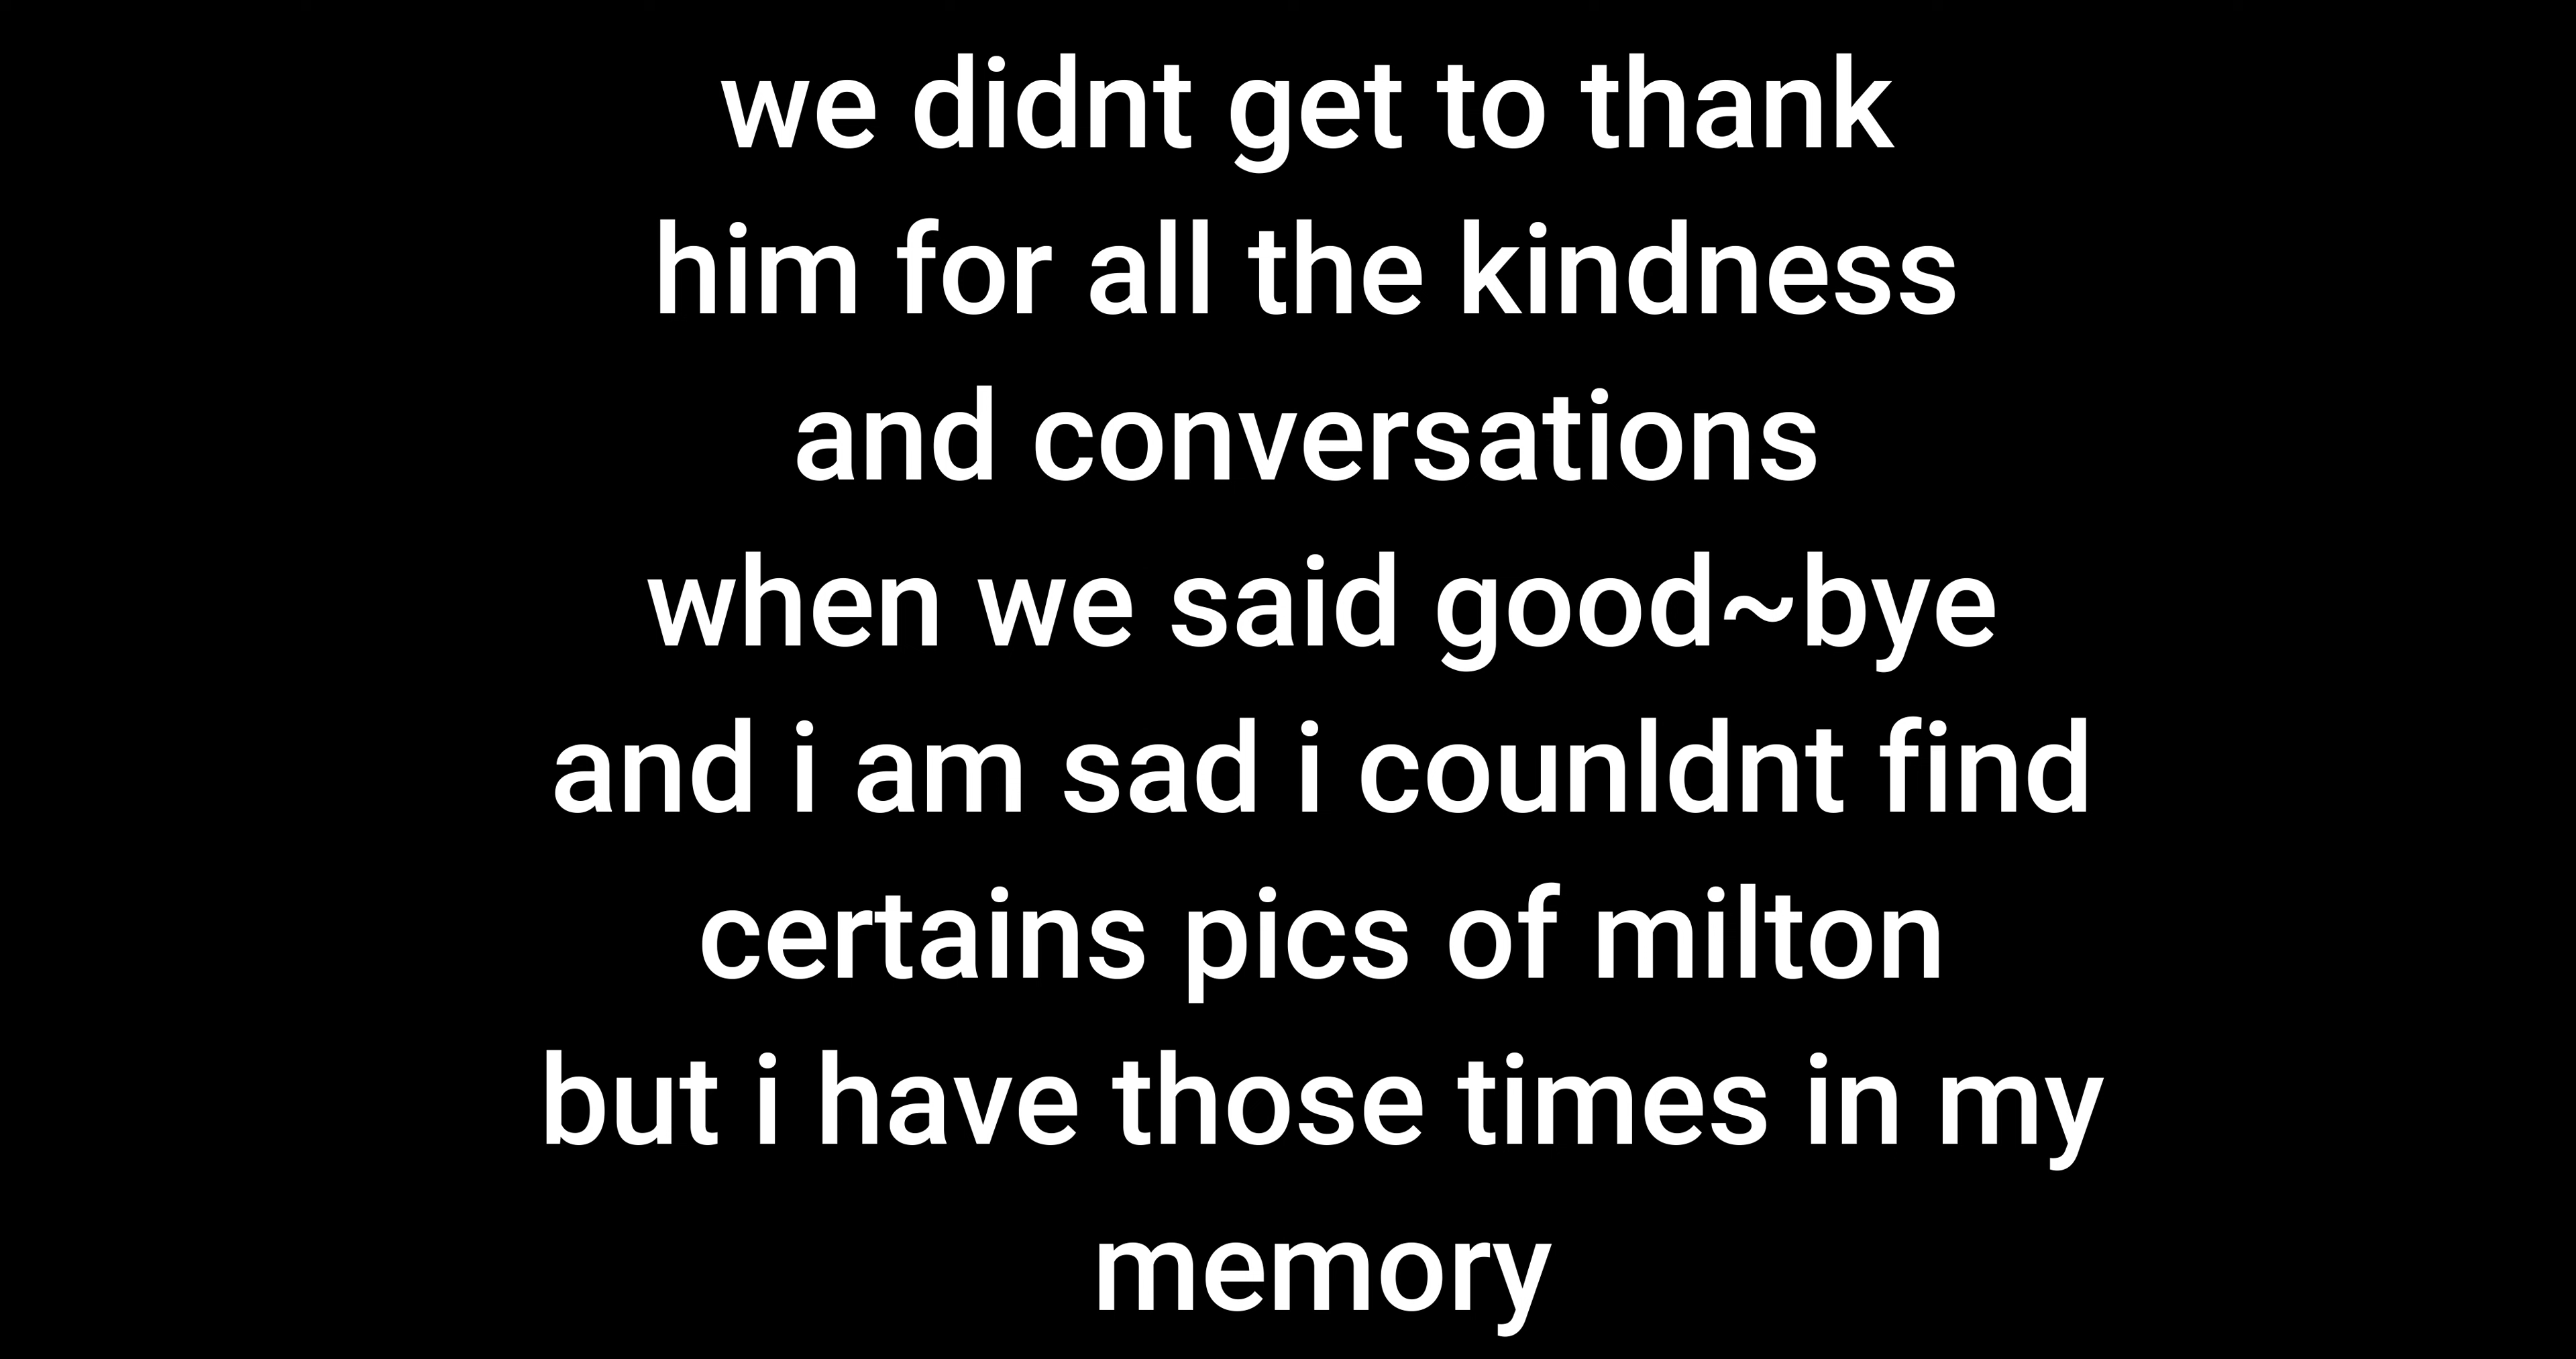 we didnt get to thank
him for all the kindness
and conversations
when we said good~bye
and i am sad i counldnt find
certains pics of milton
but i have those times in my
memory